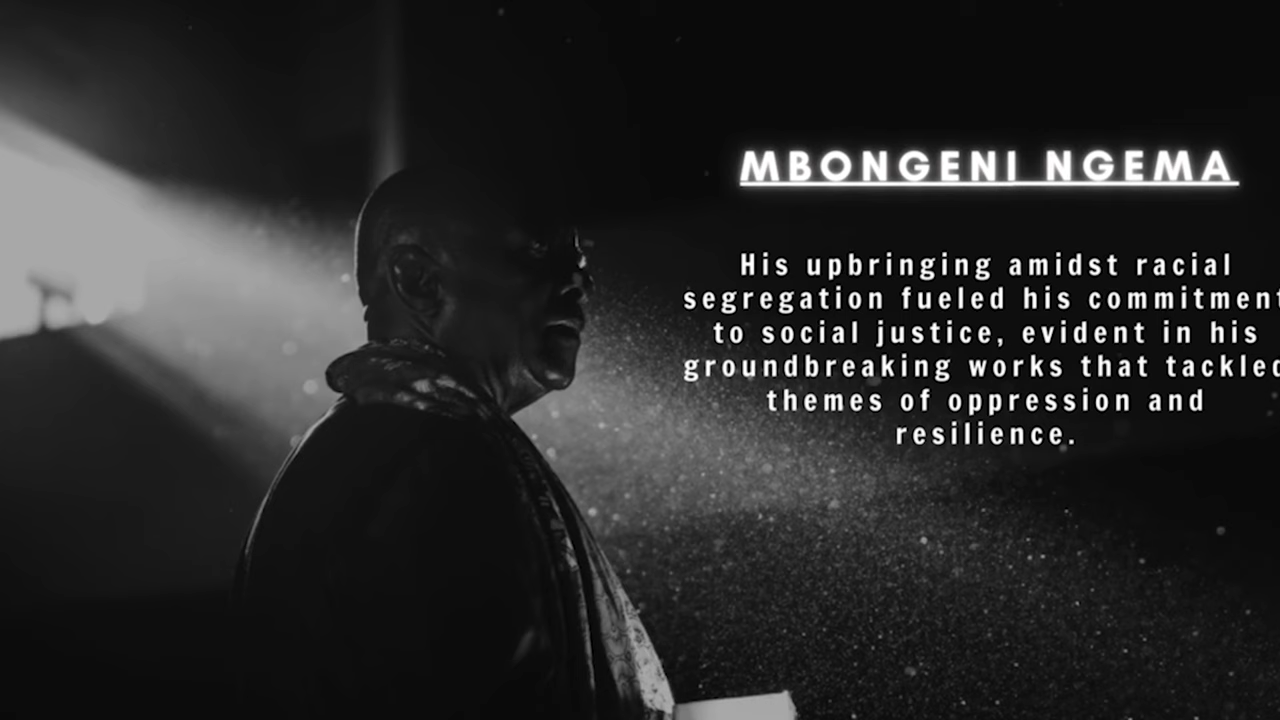 MBONGENI NGEMA
His upbringing amidst racial
segregation fueled his commitment
to social justice, evident in his
groundbreaking works that tackled
themes of oppression and
resilience.